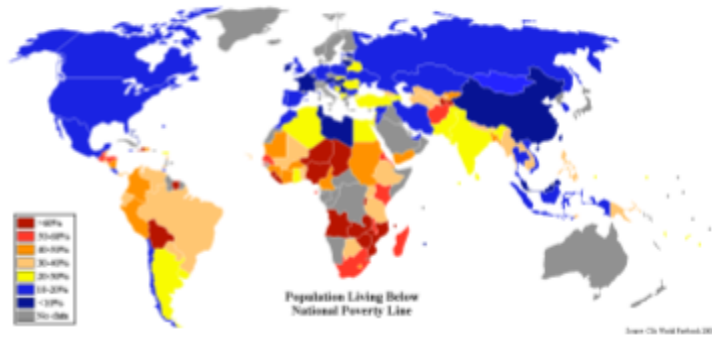 >60%
50-60%
40-50%
30-40%
20-30%
10-20%
<10%
No data
Population Living Below
National Poverty Line
Source: CIA World Factbook